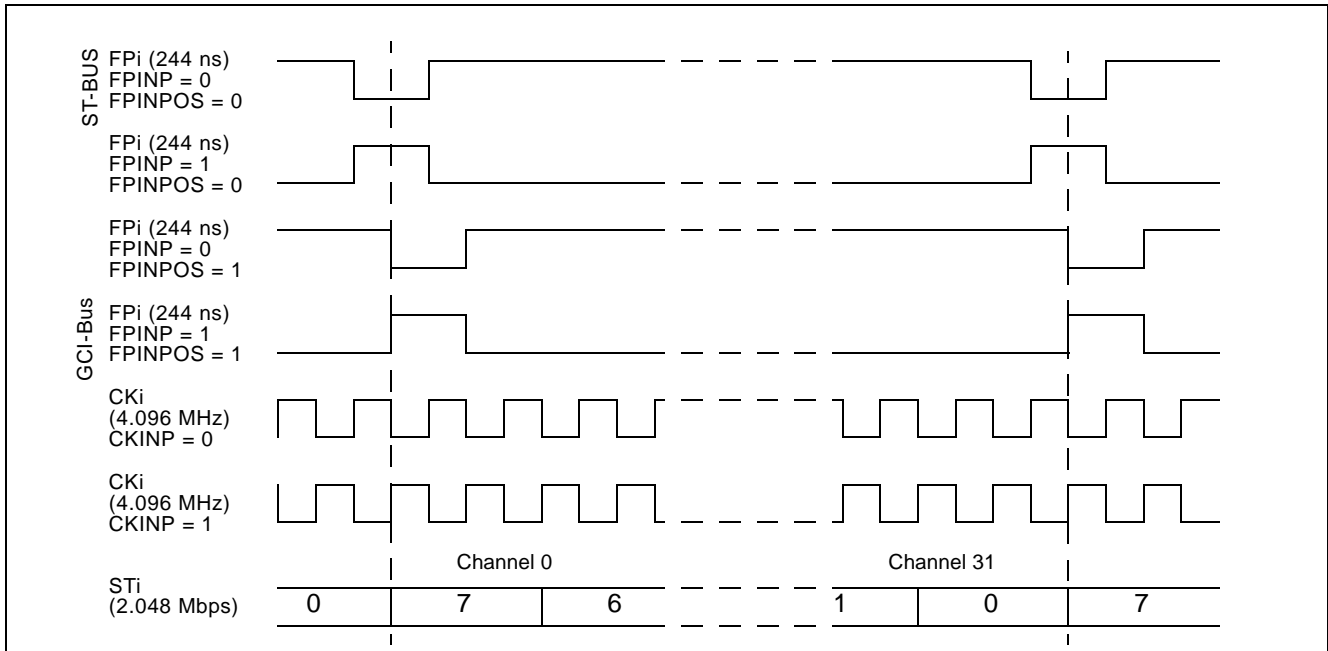 ST-BUS
FPi (244 ns)
FPINP = 0
FPINPOS = 0
FPi (244 ns)
FPINP = 1
FPINPOS = 0
FPi (244 ns)
FPINP = 0
FPINPOS = 1
GCI-Bus
FPi (244 ns)
FPINP = 1
FPINPOS = 1
CKi
(4.096 MHz)
CKINP = 0
CKi
(4.096 MHz)
CKINP = 1
Channel 0 Channel 31
STi
(2.048 Mbps)
0 7 6 1 0 7